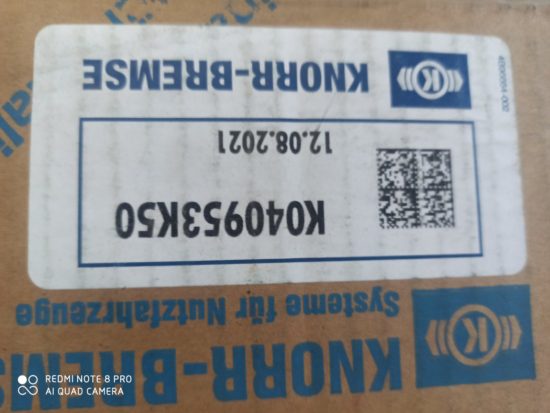 KNORR-BREMSE
Systeme für Nutzfahrzeuge
K040953K50
12.08.2021
KNORR-BREMSE
REDMI NOTE 8 PRO
AI QUAD CAMERA